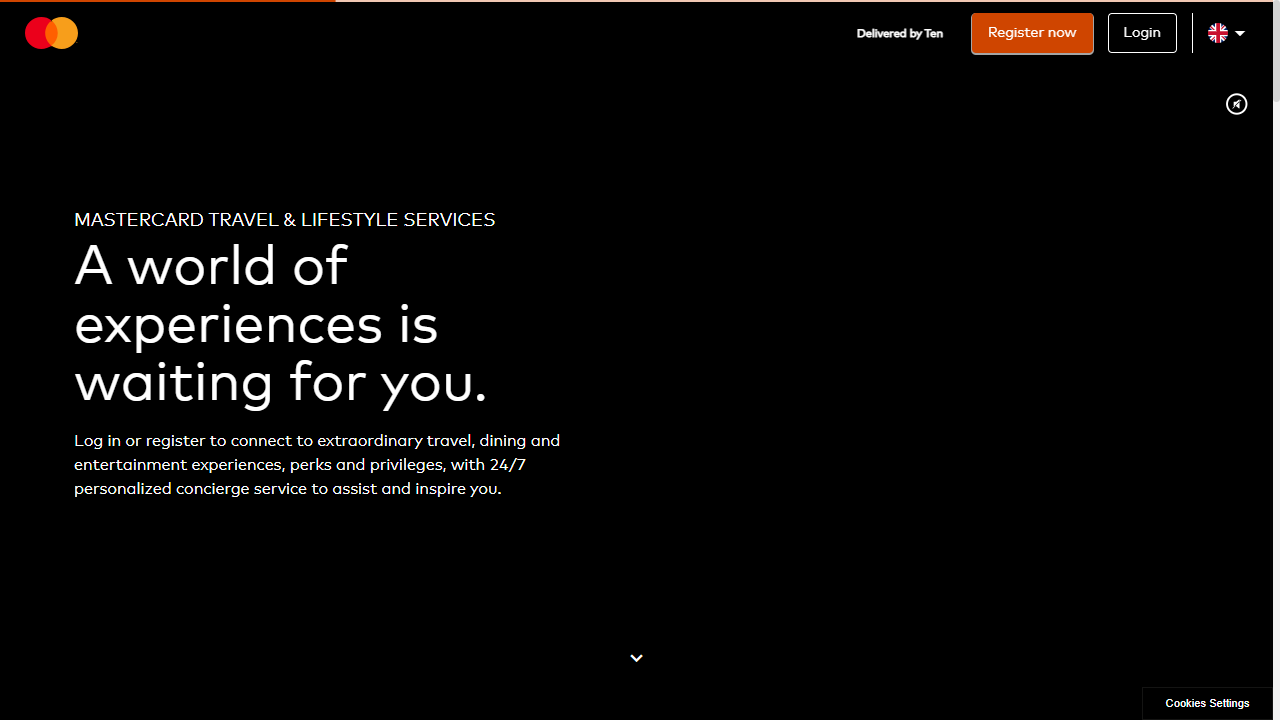 Delivered by Ten
Register now
Login
MASTERCARD TRAVEL & LIFESTYLE SERVICES
A world of
experiences is
waiting for you.
Log in or register to connect to extraordinary travel, dining and
entertainment experiences, perks and privileges, with 24/7
personalized concierge service to assist and inspire you.
Cookies Settings